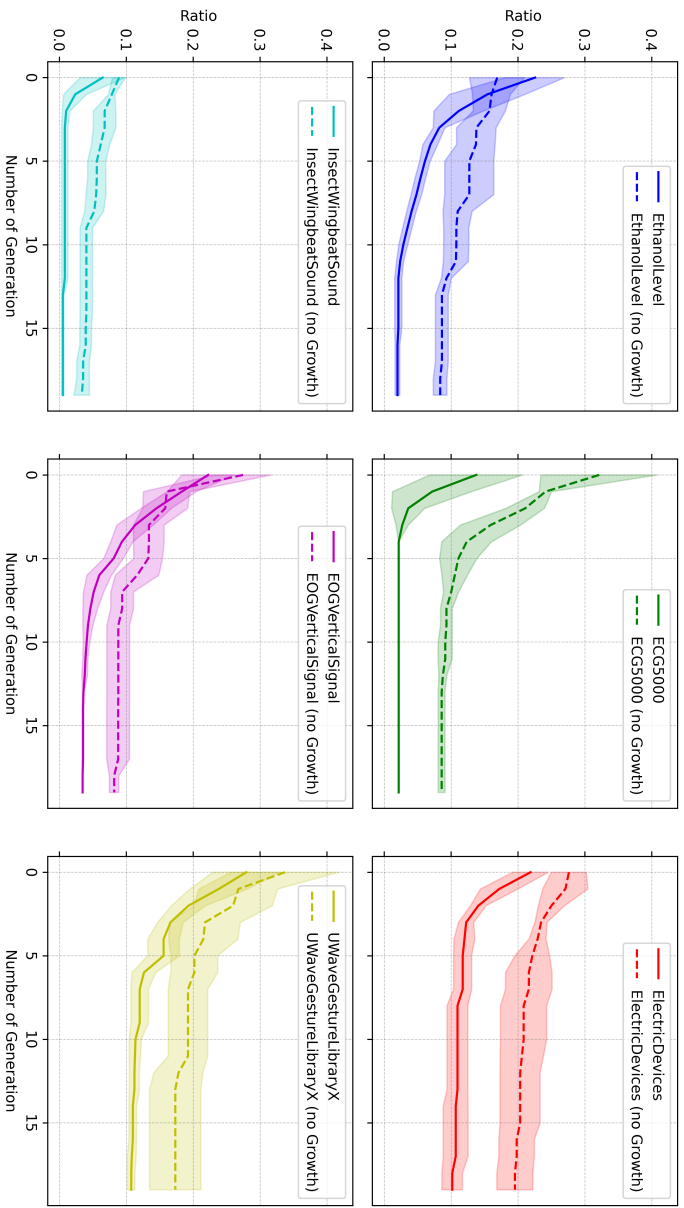 EthanolLevel
EthanolLevel (no Growth)
Ratio
0.4
0.3
0.2
0.1
0.0
ECG5000
ECG5000 (no Growth)
ElectricDevices
ElectricDevices (no Growth)
InsectWingbeatSound
InsectWingbeatSound (no Growth)
Ratio
0.4
0.3
0.2
0.1
0.0
0 5 10 15
Number of Generation
EOGVerticalSignal
EOGVerticalSignal (no Growth)
0 5 10 15
Number of Generation
UWaveGestureLibraryX
UWaveGestureLibraryX (no Growth)
0 5 10 15
Number of Generation